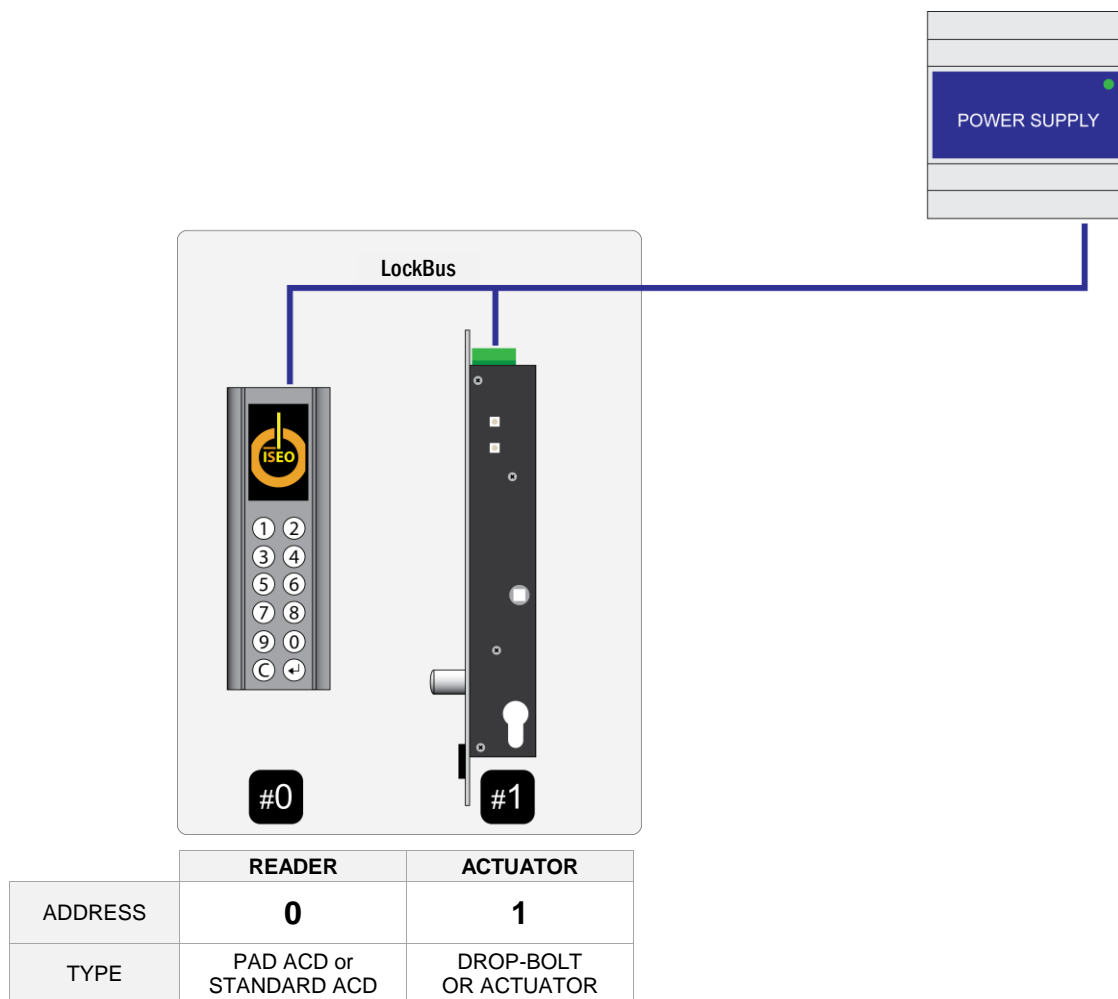 POWER SUPPLY
LockBus
ISEO
1 2
3 4
5 6
7 8
9 0
C ↵
#0 #1
READER ACTUATOR
ADDRESS 0 1
TYPE PAD ACD or DROP-BOLT
STANDARD ACD OR ACTUATOR